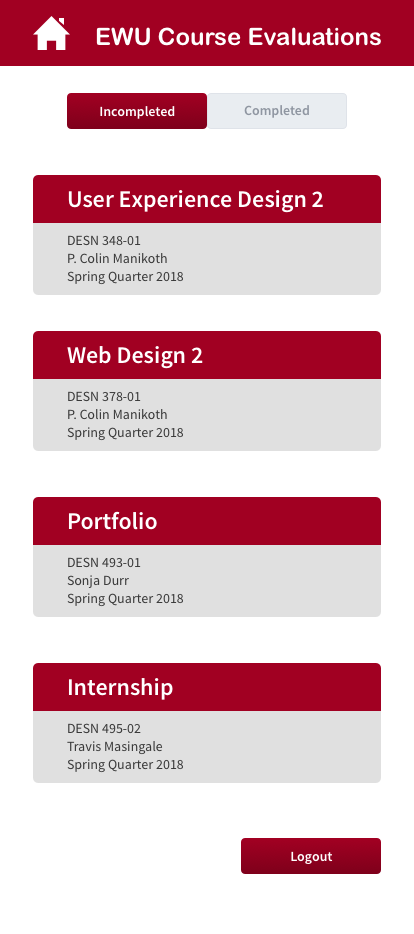 EWU Course Evaluations
Incompleted
Completed
User Experience Design 2
DESN 348-01
P. Colin Manikoth
Spring Quarter 2018
Web Design 2
DESN 378-01
P. Colin Manikoth
Spring Quarter 2018
Portfolio
DESN 493-01
Sonja Durr
Spring Quarter 2018
Internship
DESN 495-02
Travis Masingale
Spring Quarter 2018
Logout